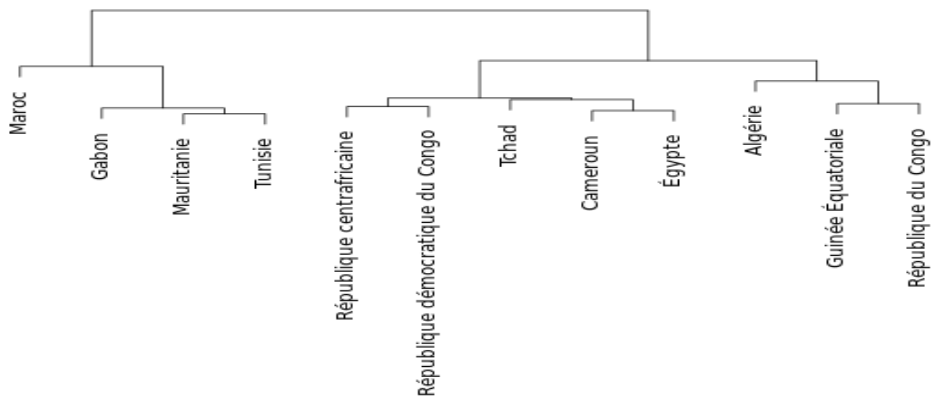 Maroc
Gabon
Mauritanie
Tunisie
République centrafricaine
République démocratique du Congo
Tchad
Cameroun
Égypte
Algérie
Guinée Équatoriale
République du Congo